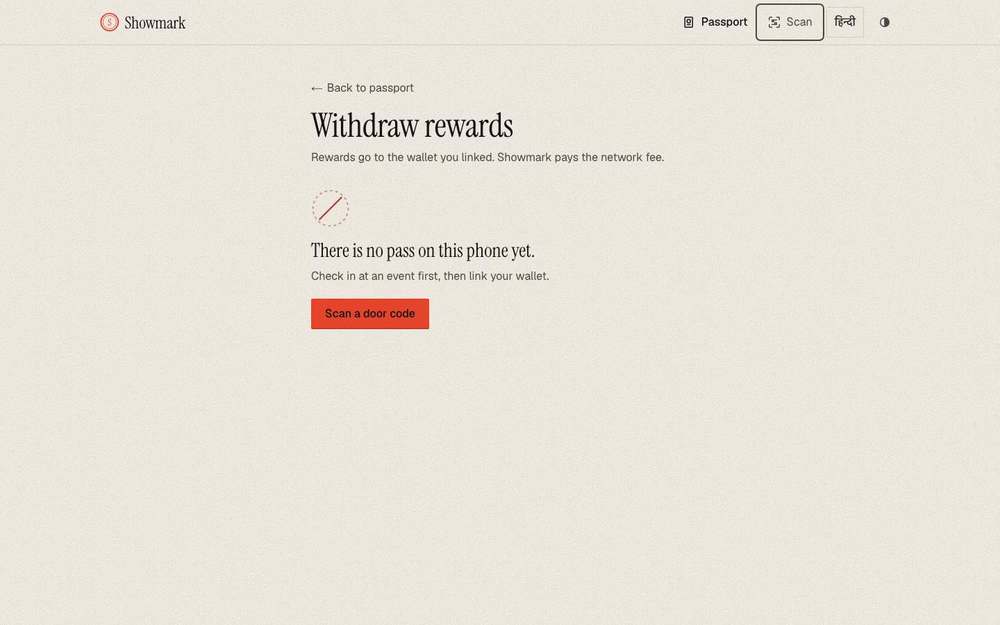 Showmark
Passport
Scan
हिन्दी
← Back to passport
Withdraw rewards
Rewards go to the wallet you linked. Showmark pays the network fee.
There is no pass on this phone yet.
Check in at an event first, then link your wallet.
Scan a door code